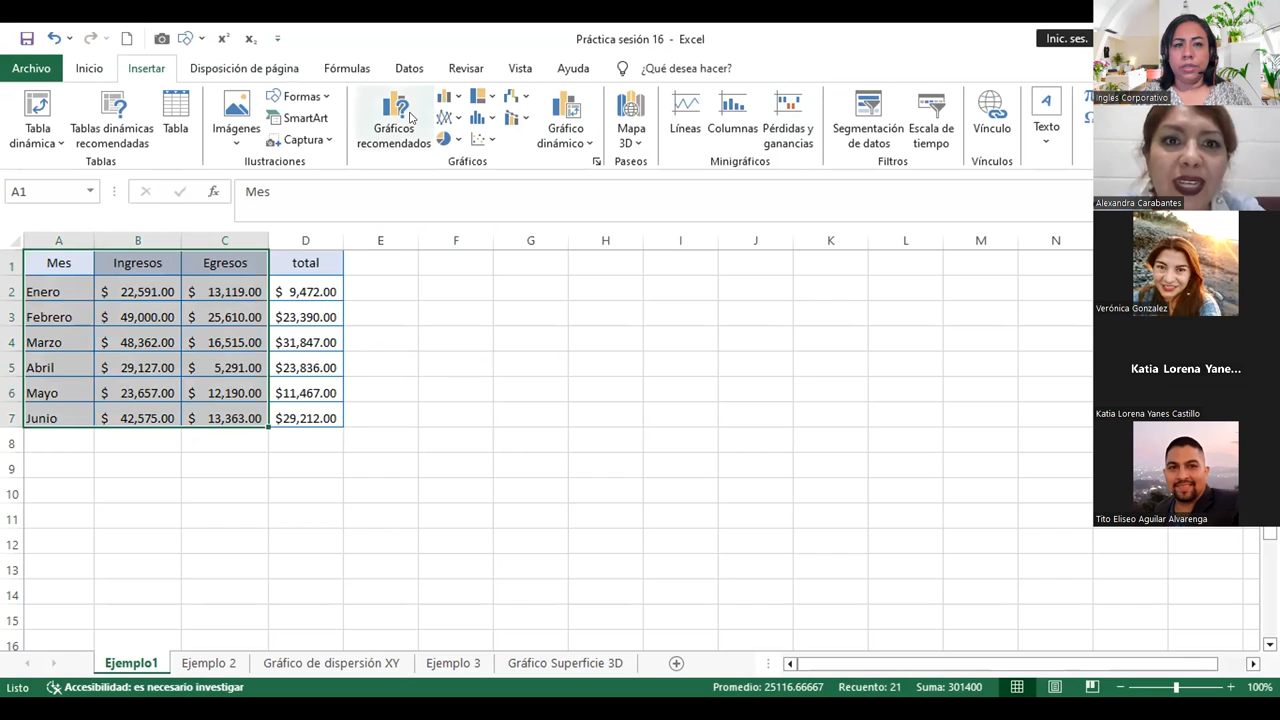 Práctica sesión 16 - Excel
Inic. ses.
Archivo Inicio Insertar Disposición de página Fórmulas Datos Revisar Vista Ayuda ¿Qué desea hacer?
Tabla dinámica
Tablas dinámicas recomendadas
Tabla
Tablas
Imágenes
Formas
SmartArt
Captura
Ilustraciones
Gráficos recomendados
Gráfico dinámico
Gráficos
Mapa 3D
Paseos
Líneas
Columnas
Pérdidas y ganancias
Minigráficos
Segmentación de datos
Escala de tiempo
Filtros
Vínculo
Vínculos
Texto
A1
fx
Mes
A B C D E F G H I J K L M N
1 Mes Ingresos Egresos total
2 Enero $ 22,591.00 $ 13,119.00 $ 9,472.00
3 Febrero $ 49,000.00 $ 25,610.00 $23,390.00
4 Marzo $ 48,362.00 $ 16,515.00 $31,847.00
5 Abril $ 29,127.00 $ 5,291.00 $23,836.00
6 Mayo $ 23,657.00 $ 12,190.00 $11,467.00
7 Junio $ 42,575.00 $ 13,363.00 $29,212.00
8
9
10
11
12
13
14
15
16
Ejemplo1 Ejemplo 2 Gráfico de dispersión XY Ejemplo 3 Gráfico Superficie 3D
Listo Accesibilidad: es necesario investigar Promedio: 25116.66667 Recuento: 21 Suma: 301400 100%
Inglés Corporativo
Alexandra Carabantes
Verónica Gonzalez
Katia Lorena Yane...
Katia Lorena Yanes Castillo
Tito Eliseo Aguilar Alvarenga